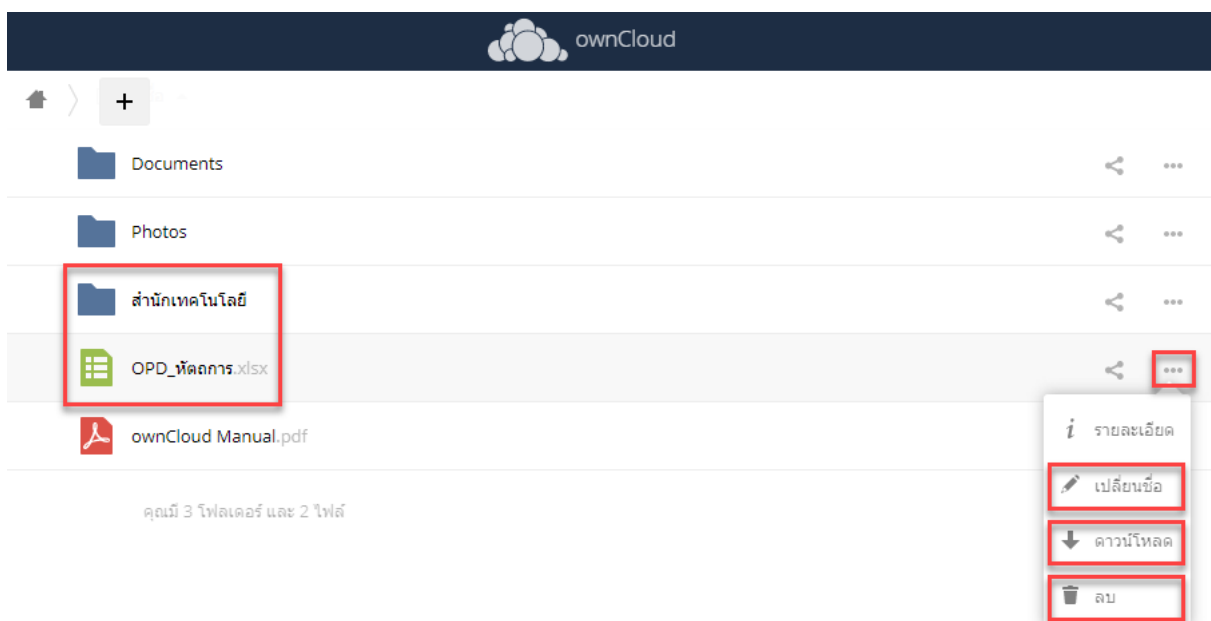 ownCloud
+
Documents
Photos
สำนักเทคโนโลยี
OPD_หัตถการ.xlsx
ownCloud Manual.pdf
รายละเอียด
เปลี่ยนชื่อ
ดาวน์โหลด
ลบ
คุณมี 3 โฟลเดอร์ และ 2 ไฟล์